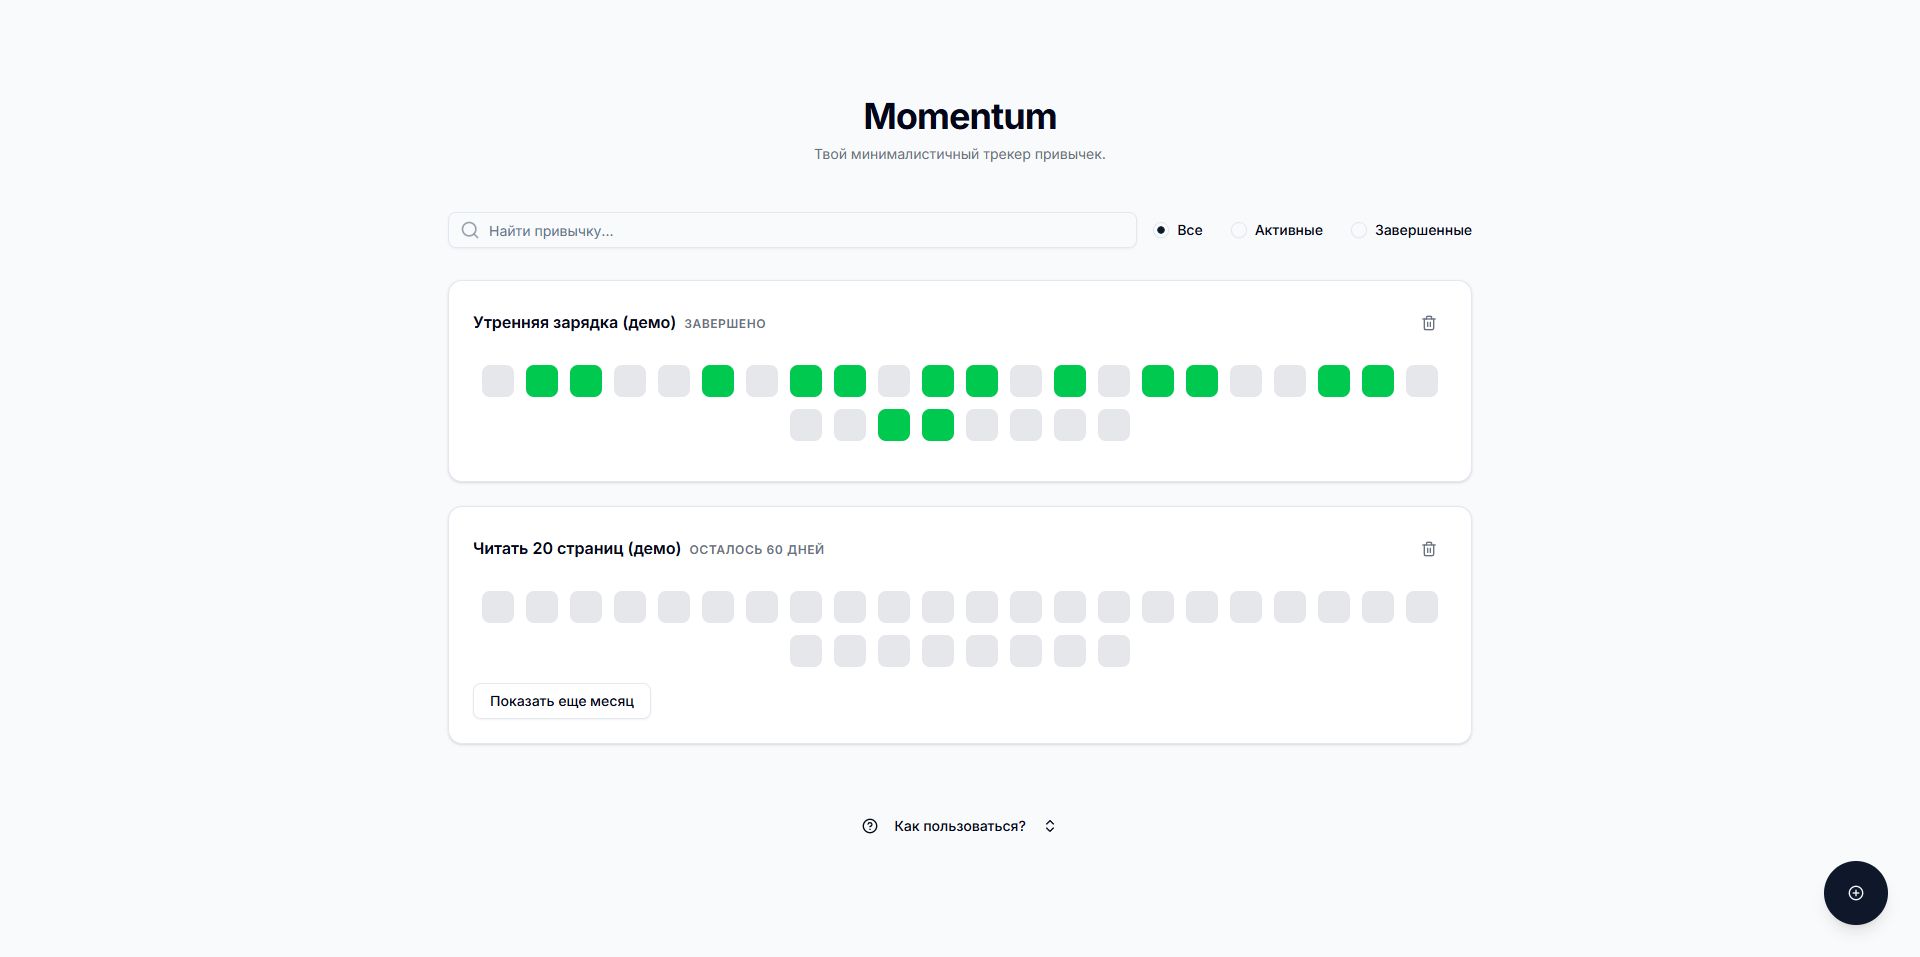 Momentum
Твой минималистичный трекер привычек.
Найти привычку...
Все
Активные
Завершенные
Утренняя зарядка (демо) ЗАВЕРШЕНО
Читать 20 страниц (демо) ОСТАЛОСЬ 60 ДНЕЙ
Показать еще месяц
Как пользоваться?